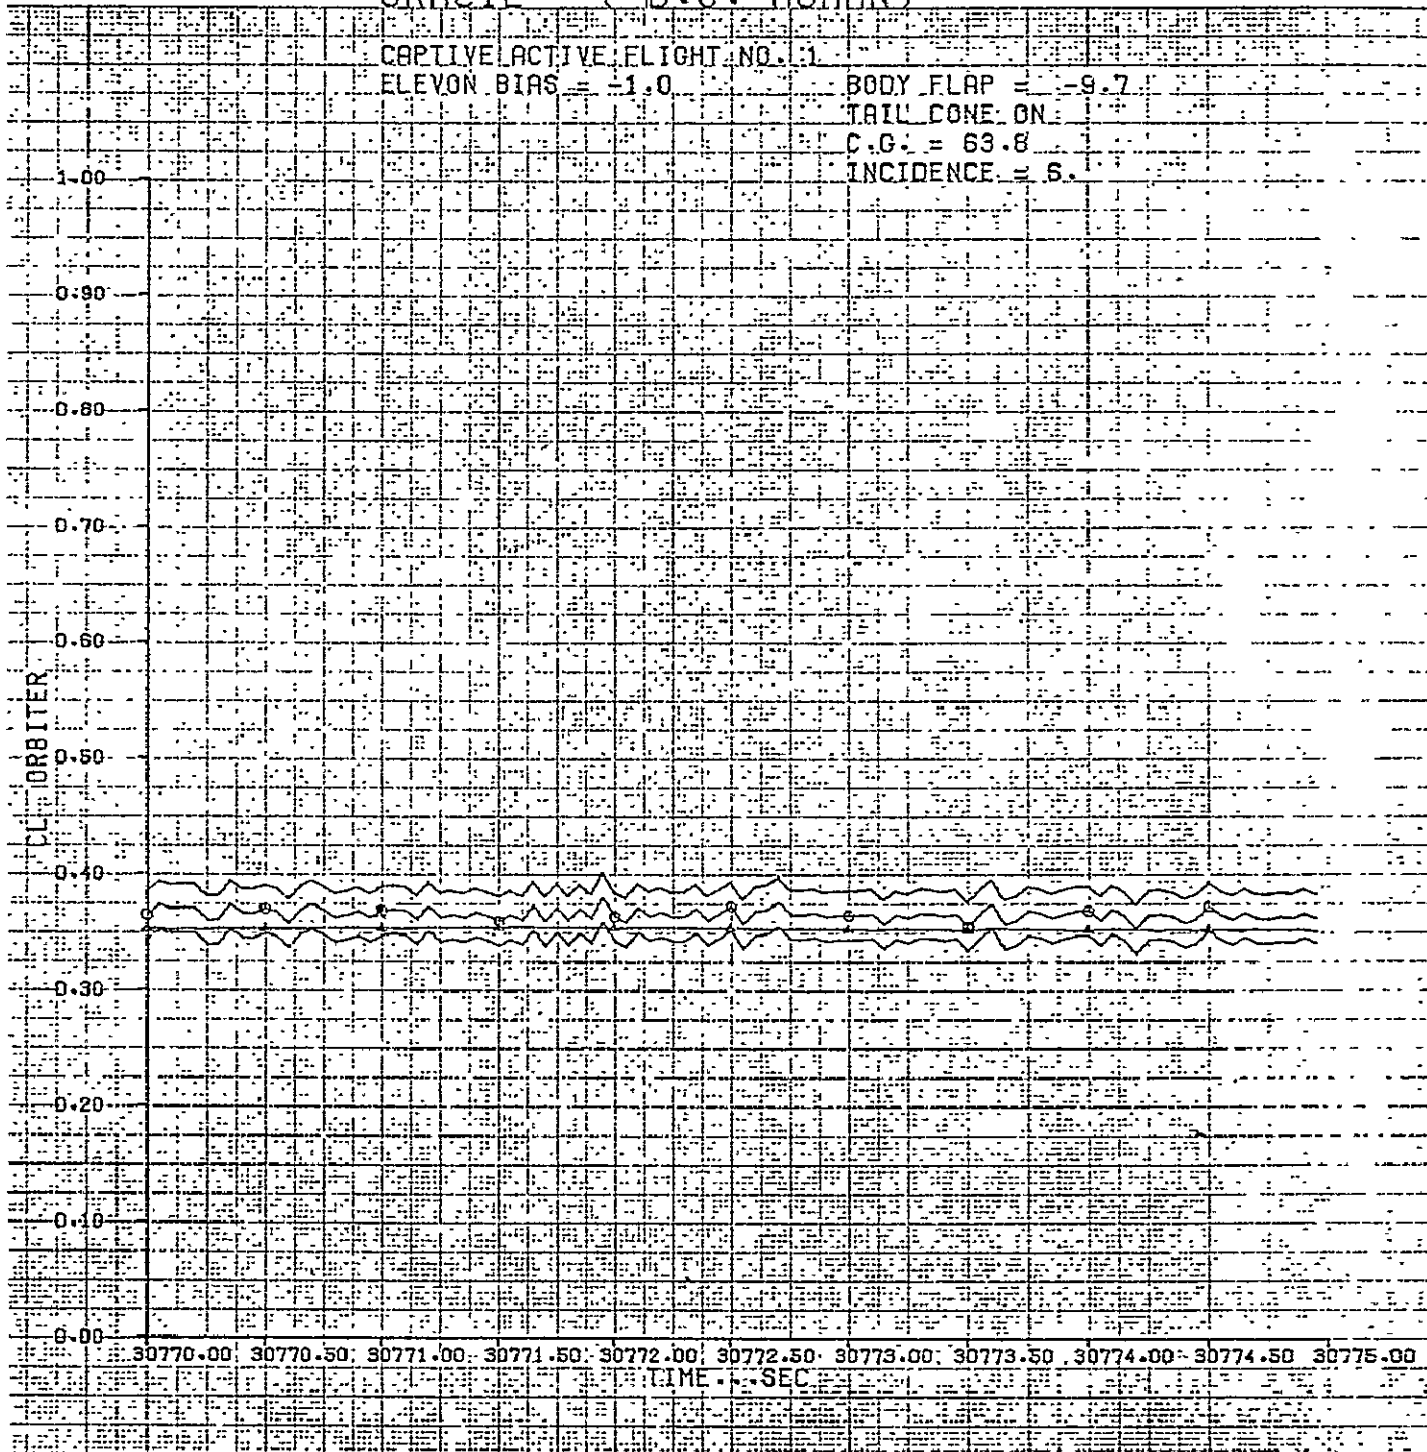 CAPTIVE ACTIVE FLIGHT NO. 1
ELEVON BIAS = -1.0
BODY FLAP = -9.7
TAIL CONE ON
C.G. = 63.8
INCIDENCE = 6.
1.00
0.90
0.80
0.70
0.60
0.50
0.40
0.30
0.20
0.10
0.00
CL ORBITER
30770.00 30770.50 30771.00 30771.50 30772.00 30772.50 30773.00 30773.50 30774.00 30774.50 30775.00
TIME...SEC